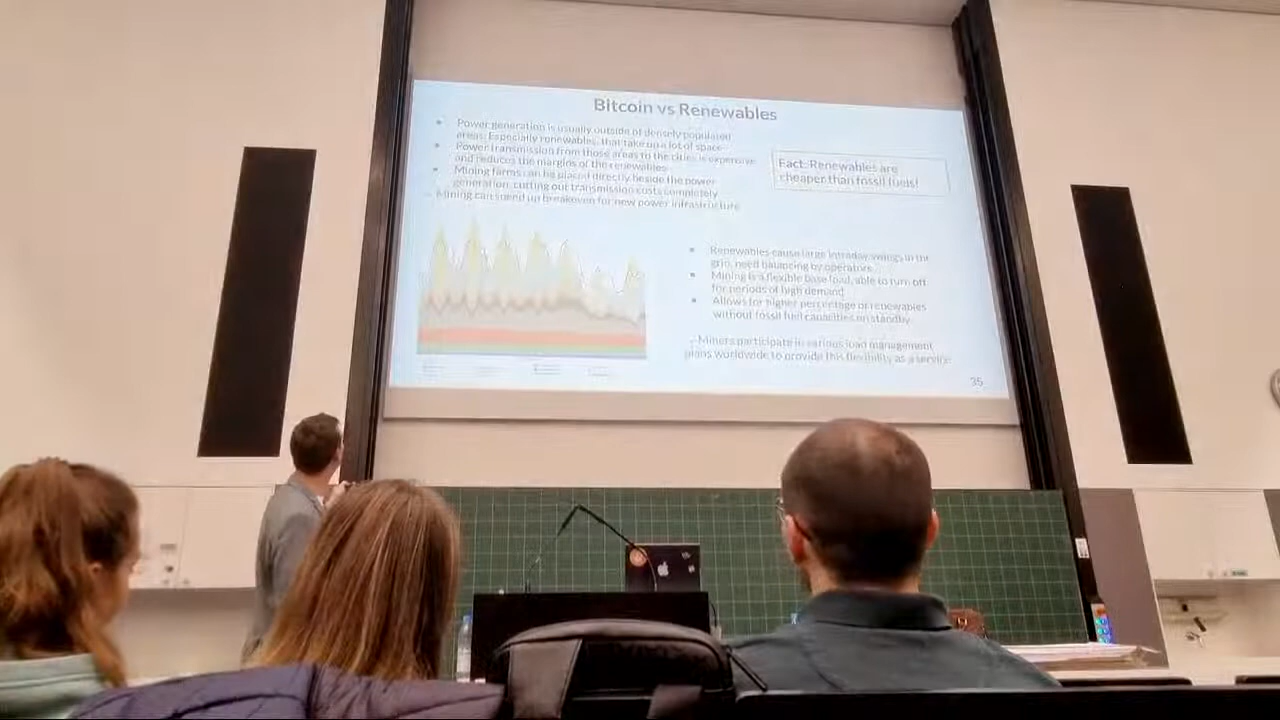 Bitcoin vs Renewables
Power generation is usually outside of densely populated
areas. Especially renewables, that take up a lot of space
Power transmission from those areas to the cities is expensive
and reduces the margins of the renewables
Mining farms can be placed directly beside the power
generation, cutting out transmission costs completely
Mining can speed up breakeven for new power infrastructure
Fact: Renewables are
cheaper than fossil fuels!
Renewables cause large intraday swings in the
grid, need balancing by operators
Mining is a flexible base load, able to turn off
for periods of high demand
Allows for higher percentage of renewables
without fossil fuel capacities on standby
Miners participate in various load management
plans worldwide to provide this flexibility as a service
35